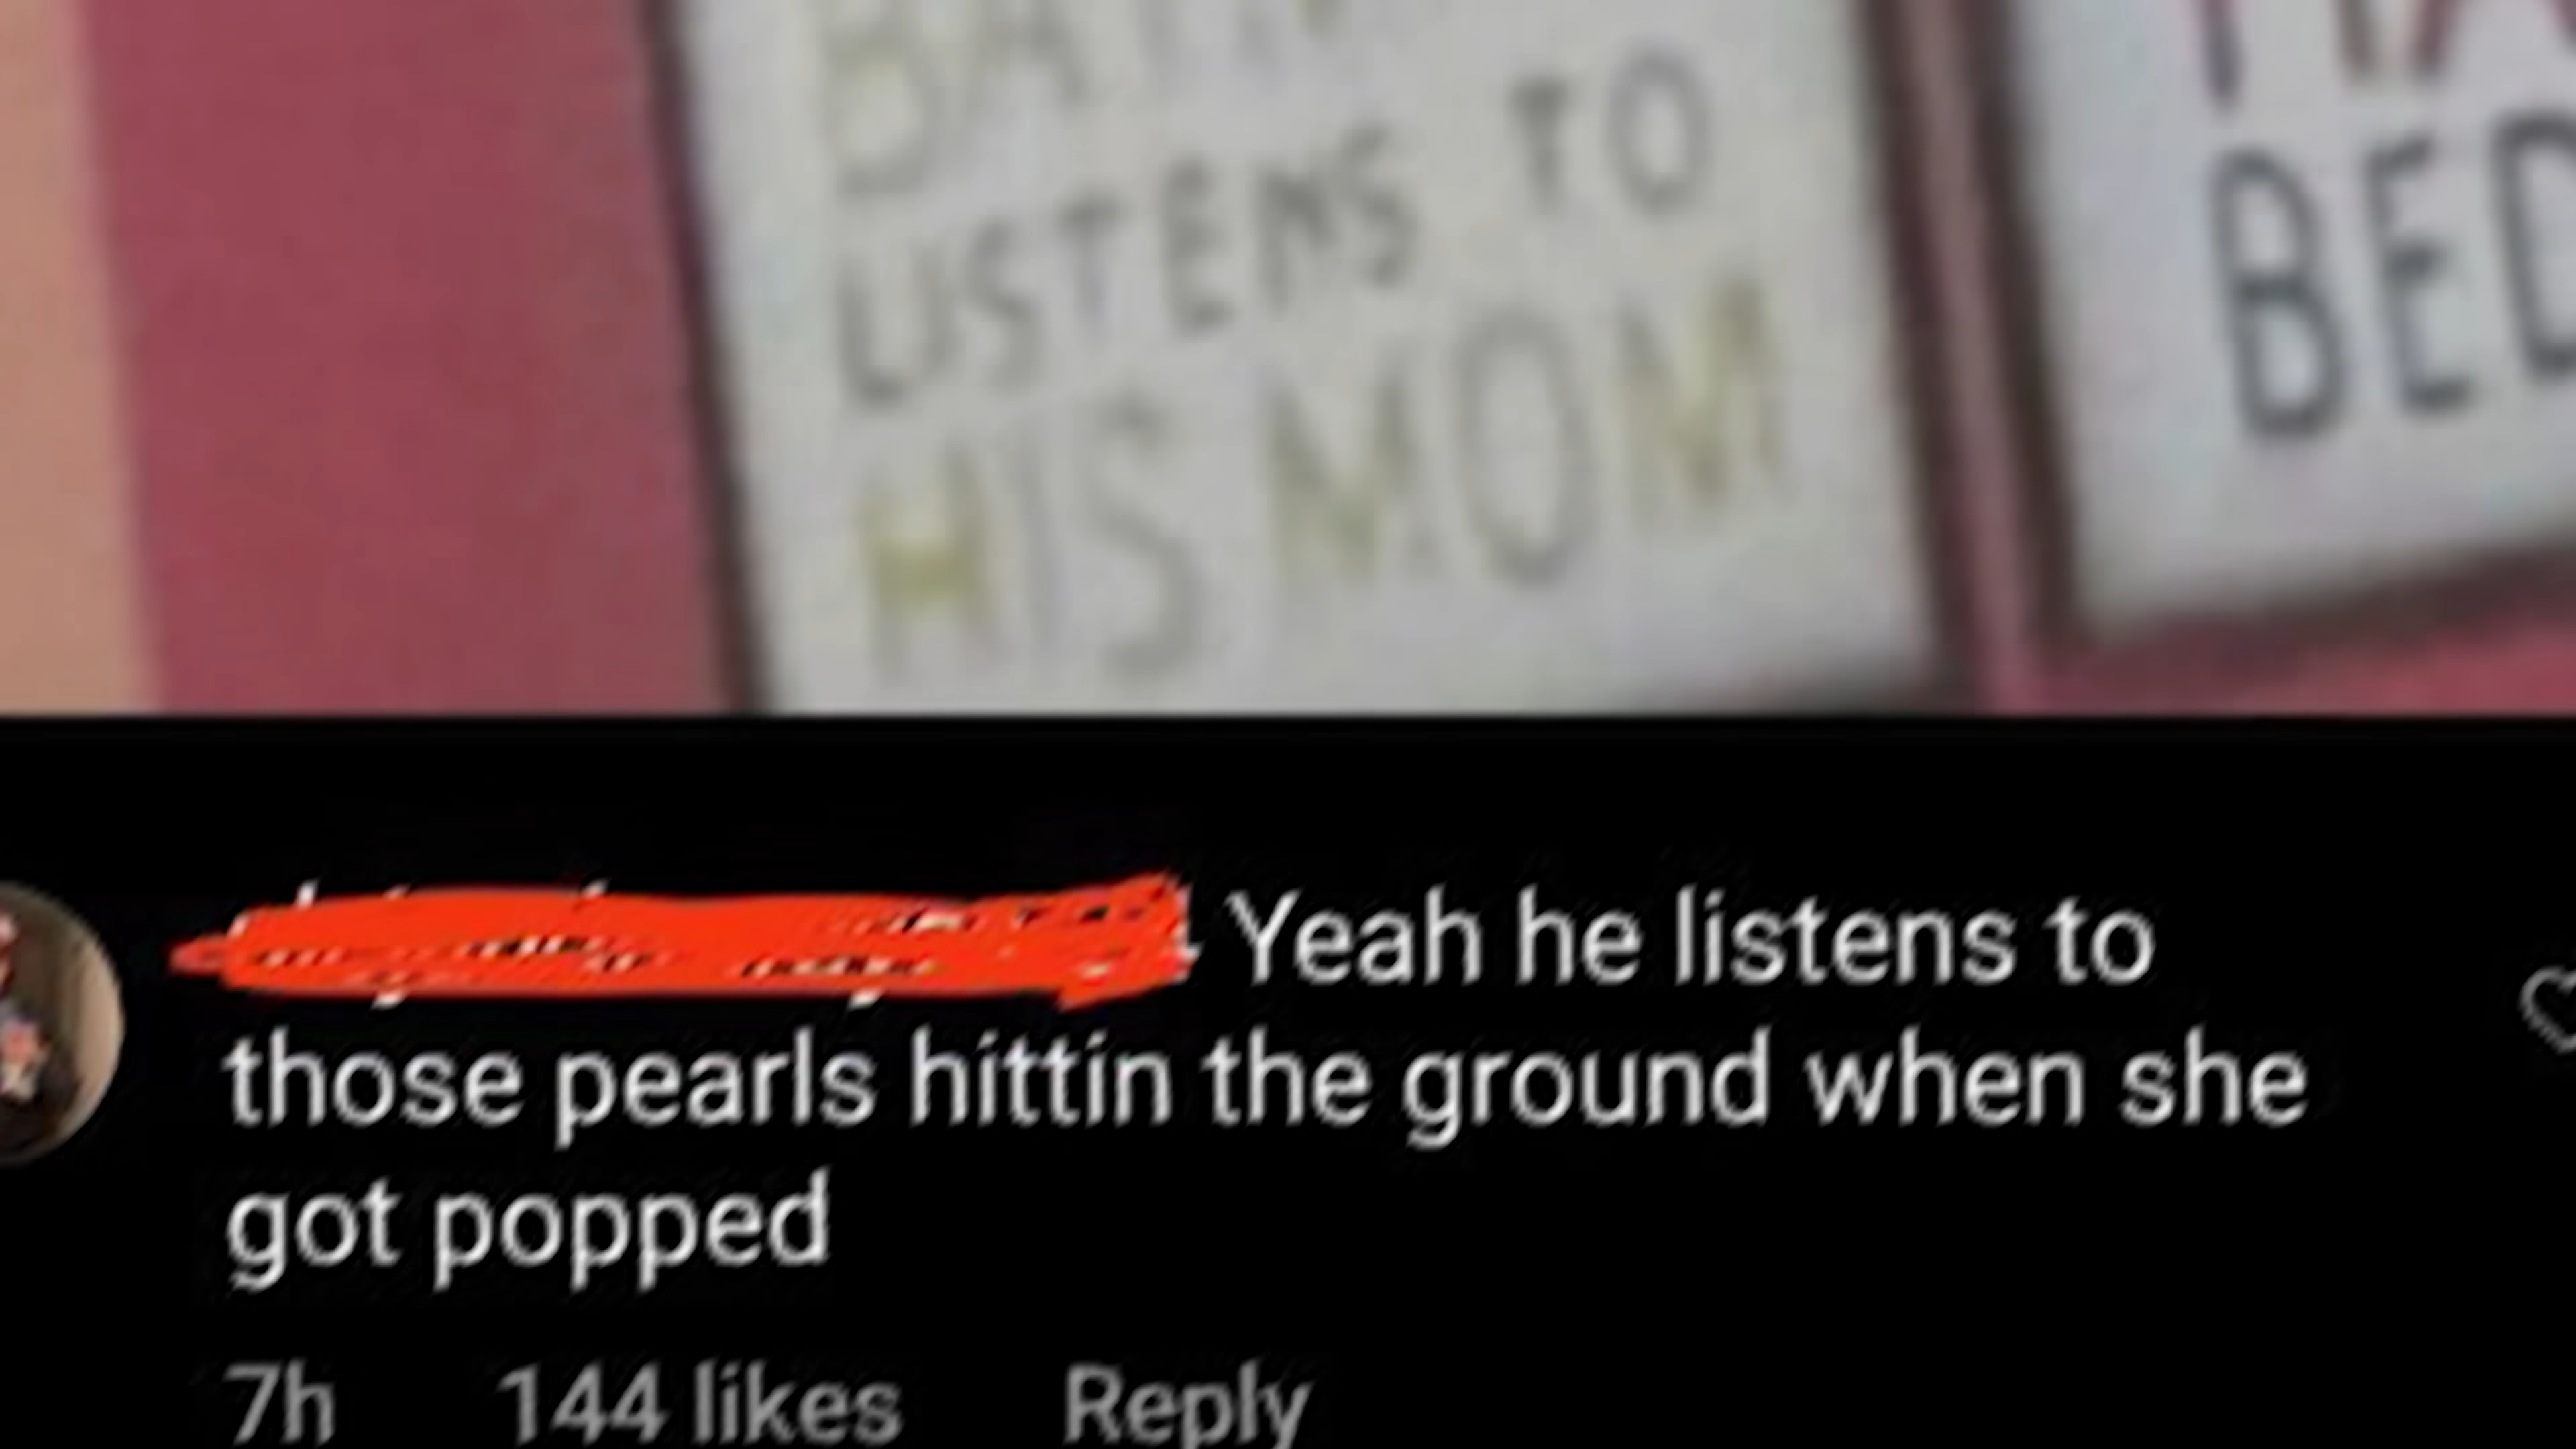 LISTENS TO
HIS MOM
BED
Yeah he listens to
those pearls hittin the ground when she
got popped
7h 144 likes Reply